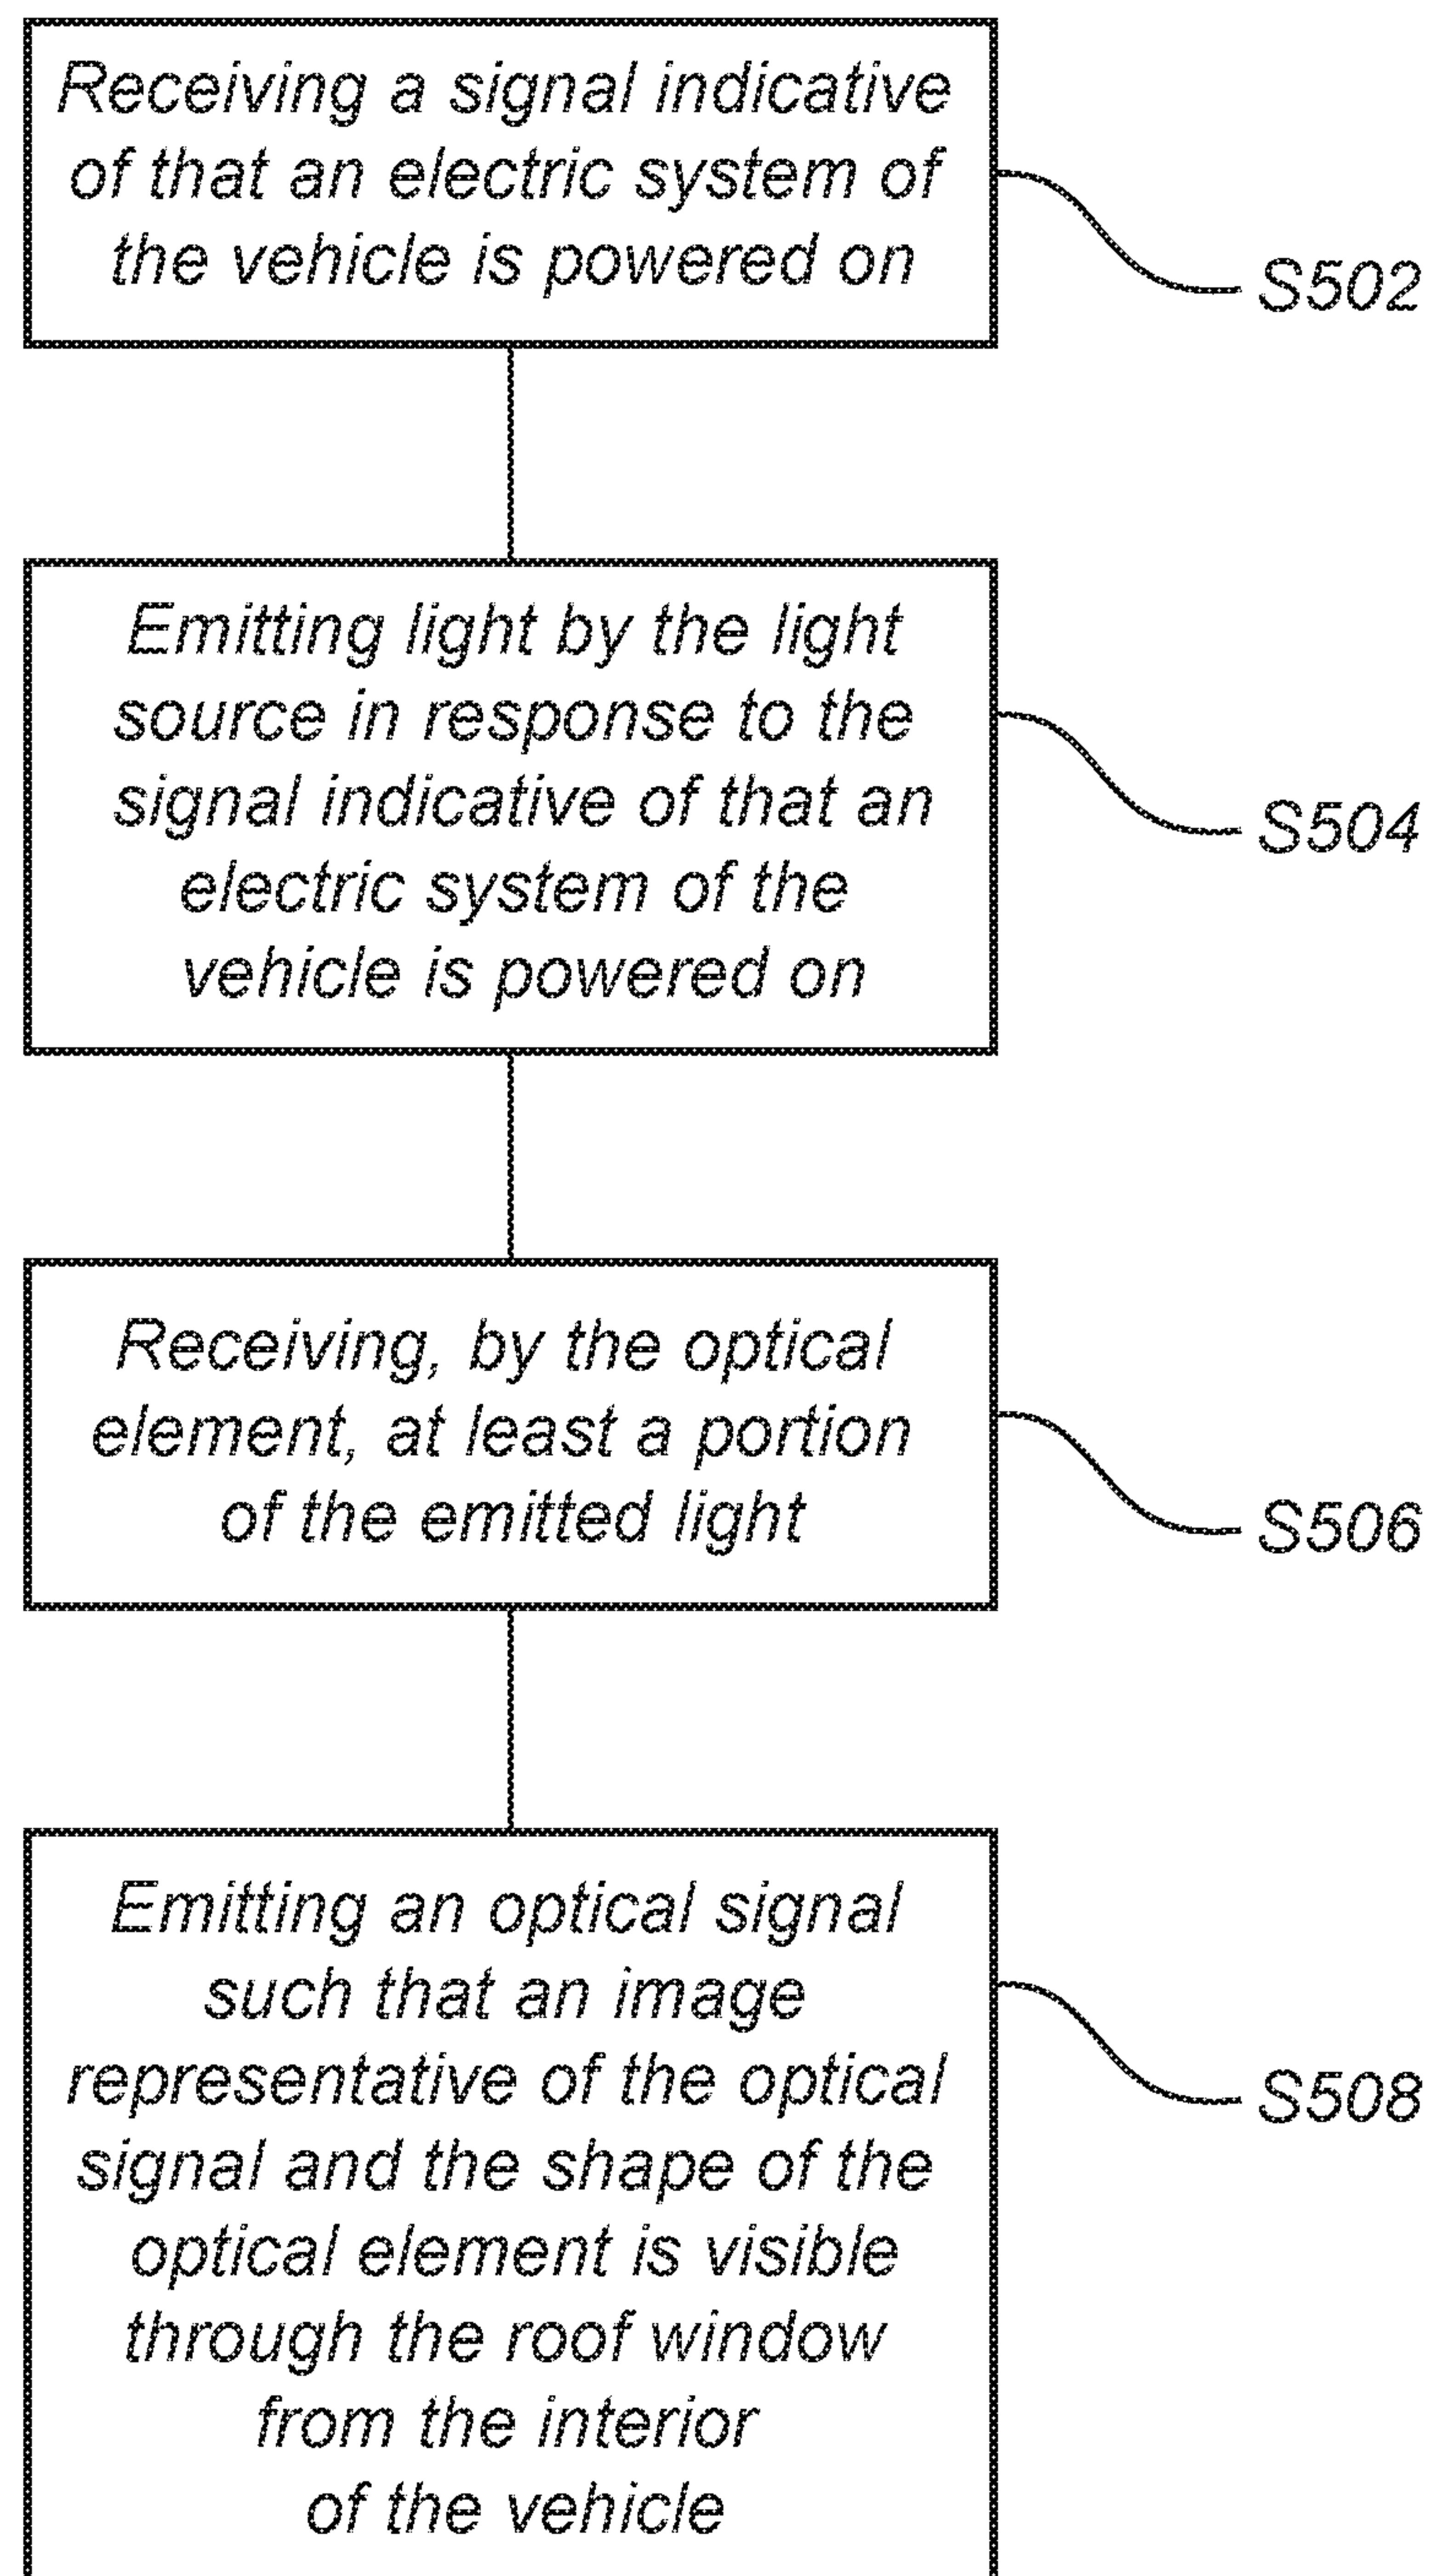 Receiving a signal indicative
of that an electric system of
the vehicle is powered on
S502
Emitting light by the light
source in response to the
signal indicative of that an
electric system of the
vehicle is powered on
S504
Receiving, by the optical
element, at least a portion
of the emitted light
S506
Emitting an optical signal
such that an image
representative of the optical
signal and the shape of the
optical element is visible
through the roof window
from the interior
of the vehicle
S508